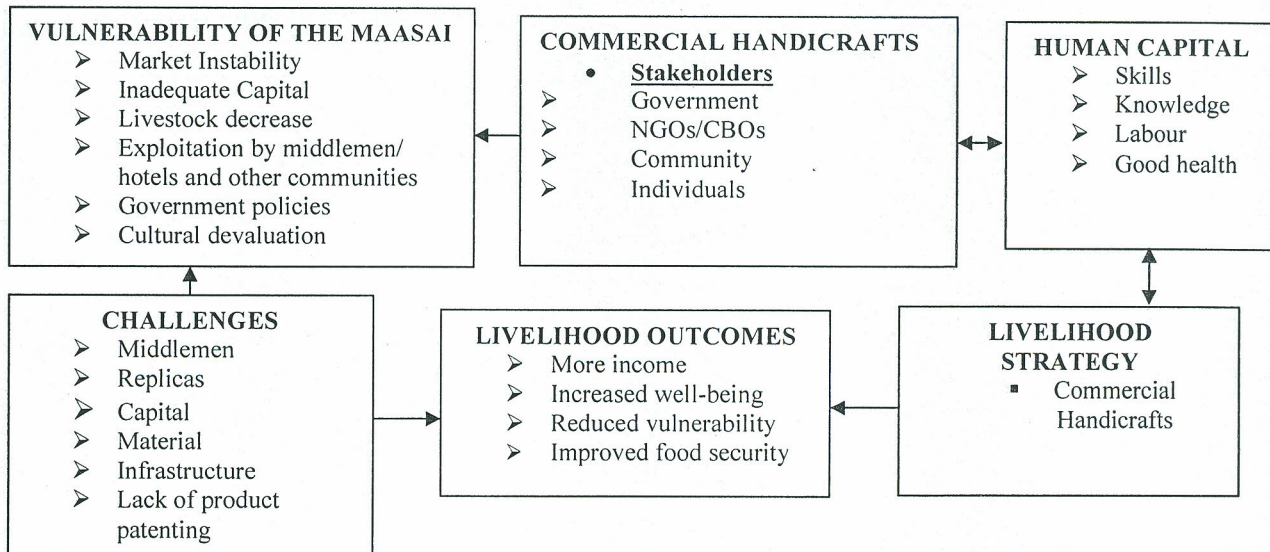 VULNERABILITY OF THE MAASAI
➢ Market Instability
➢ Inadequate Capital
➢ Livestock decrease
➢ Exploitation by middlemen/
hotels and other communities
➢ Government policies
➢ Cultural devaluation
COMMERCIAL HANDICRAFTS
• Stakeholders
➢ Government
➢ NGOs/CBOs
➢ Community
➢ Individuals
HUMAN CAPITAL
➢ Skills
➢ Knowledge
➢ Labour
➢ Good health
CHALLENGES
➢ Middlemen
➢ Replicas
➢ Capital
➢ Material
➢ Infrastructure
➢ Lack of product
patenting
LIVELIHOOD OUTCOMES
➢ More income
➢ Increased well-being
➢ Reduced vulnerability
➢ Improved food security
LIVELIHOOD
STRATEGY
▪ Commercial
Handicrafts